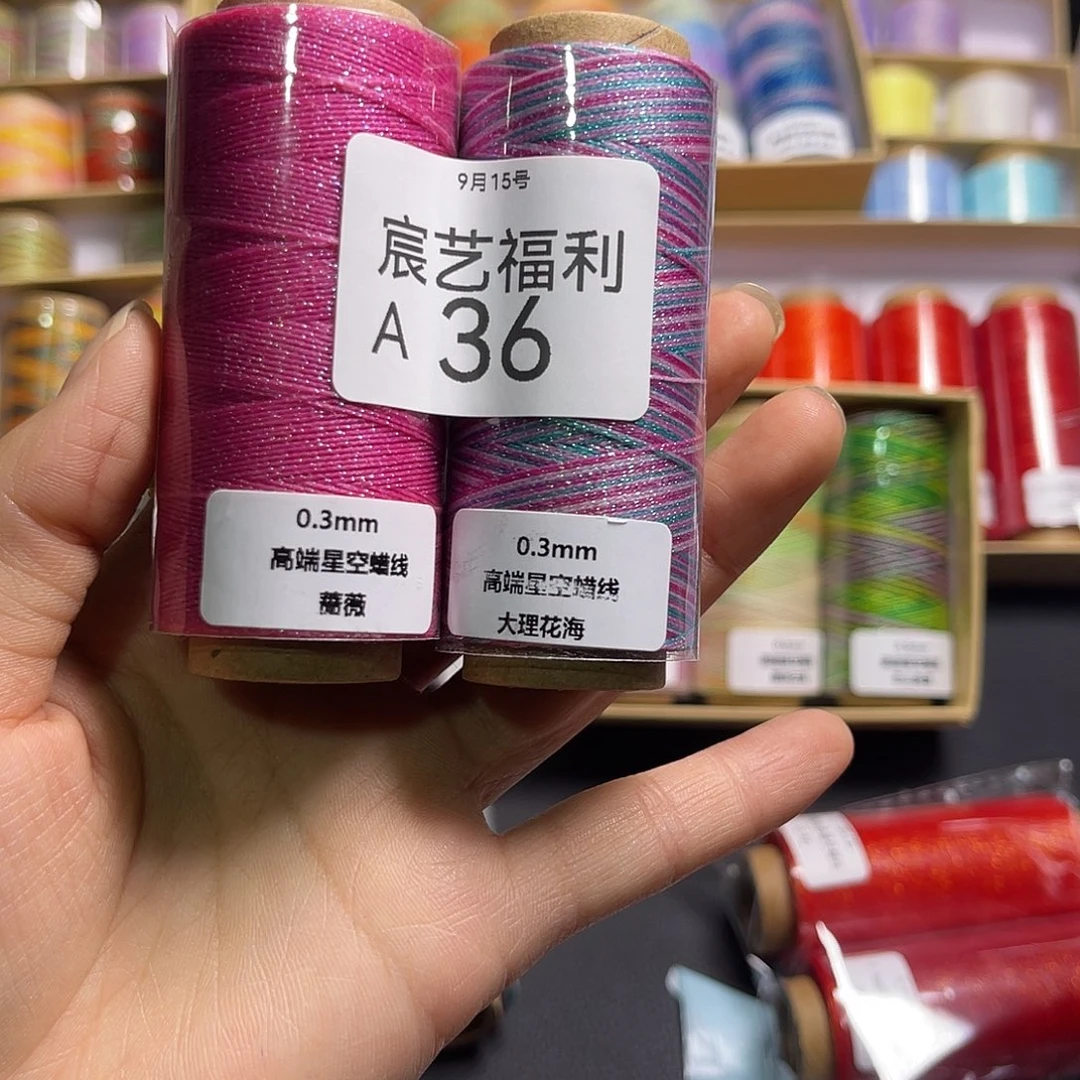 9月15号
宸艺福利
A 36
0.3mm
高端星空蜡线
蔷薇
0.3mm
高端星空蜡线
大理花海